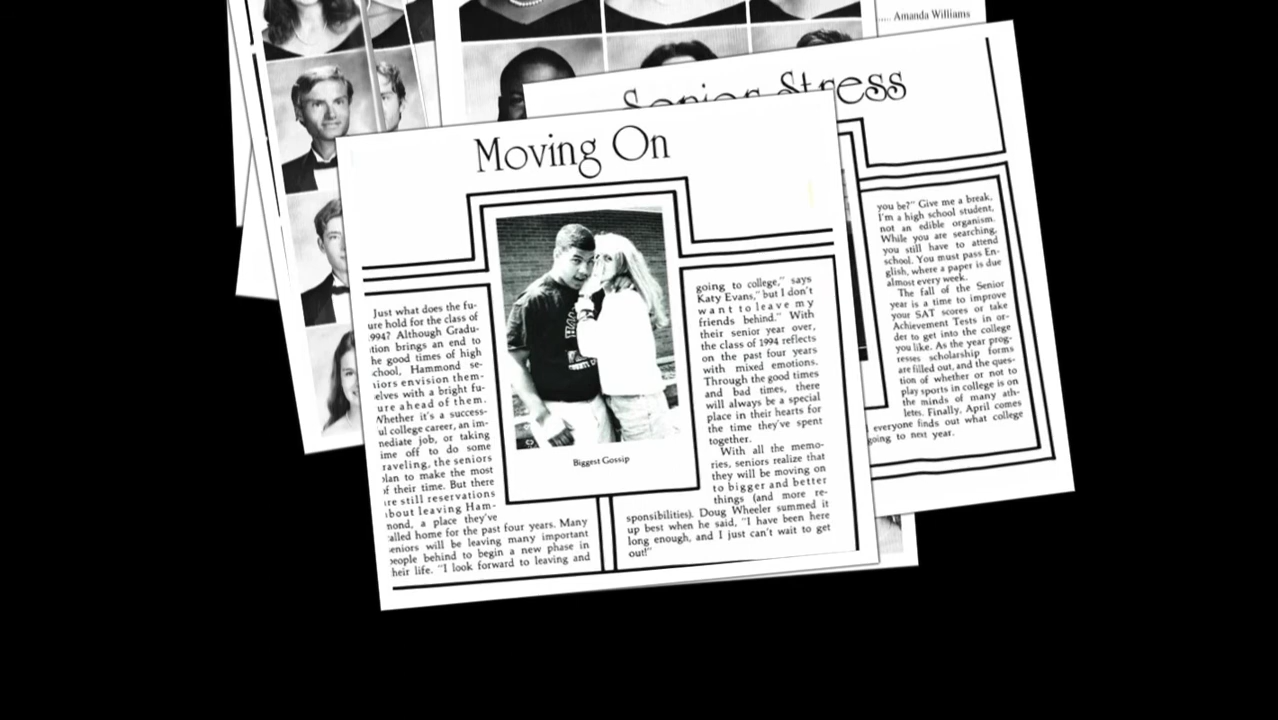 ..... Amanda Williams
Senior Stress
Moving On
Just what does the fu-
ure hold for the class of
994? Although Gradu-
tion brings an end to
he good times of high
chool, Hammond se-
iors envision them-
elves with a bright fu-
ure ahead of them.
Whether it's a success-
ul college career, an im-
nediate job, or taking
ime off to do some
raveling, the seniors
plan to make the most
of their time. But there
re still reservations
about leaving Ham-
nond, a place they've
alled home for the past four years. Many
eniors will be leaving many important
people behind to begin a new phase in
heir life. "I look forward to leaving and
Biggest Gossip
going to college," says
Katy Evans," but I don't
want to leave my
friends behind." With
their senior year over,
the class of 1994 reflects
on the past four years
with mixed emotions.
Through the good times
and bad times, there
will always be a special
place in their hearts for
the time they've spent
together.
With all the memo-
ries, seniors realize that
they will be moving on
to bigger and better
things (and more re-
sponsibilities). Doug Wheeler summed it
up best when he said, "I have been here
long enough, and I just can't wait to get
out!"
you be?" Give me a break,
I'm a high school student,
not an edible organism.
While you are searching,
you still have to attend
school. You must pass En-
glish, where a paper is due
almost every week.
The fall of the Senior
year is a time to improve
your SAT scores or take
Achievement Tests in or-
der to get into the college
you like. As the year prog-
resses scholarship forms
are filled out, and the ques-
tion of whether or not to
play sports in college is on
the minds of many ath-
letes. Finally, April comes
everyone finds out what college
going to next year.